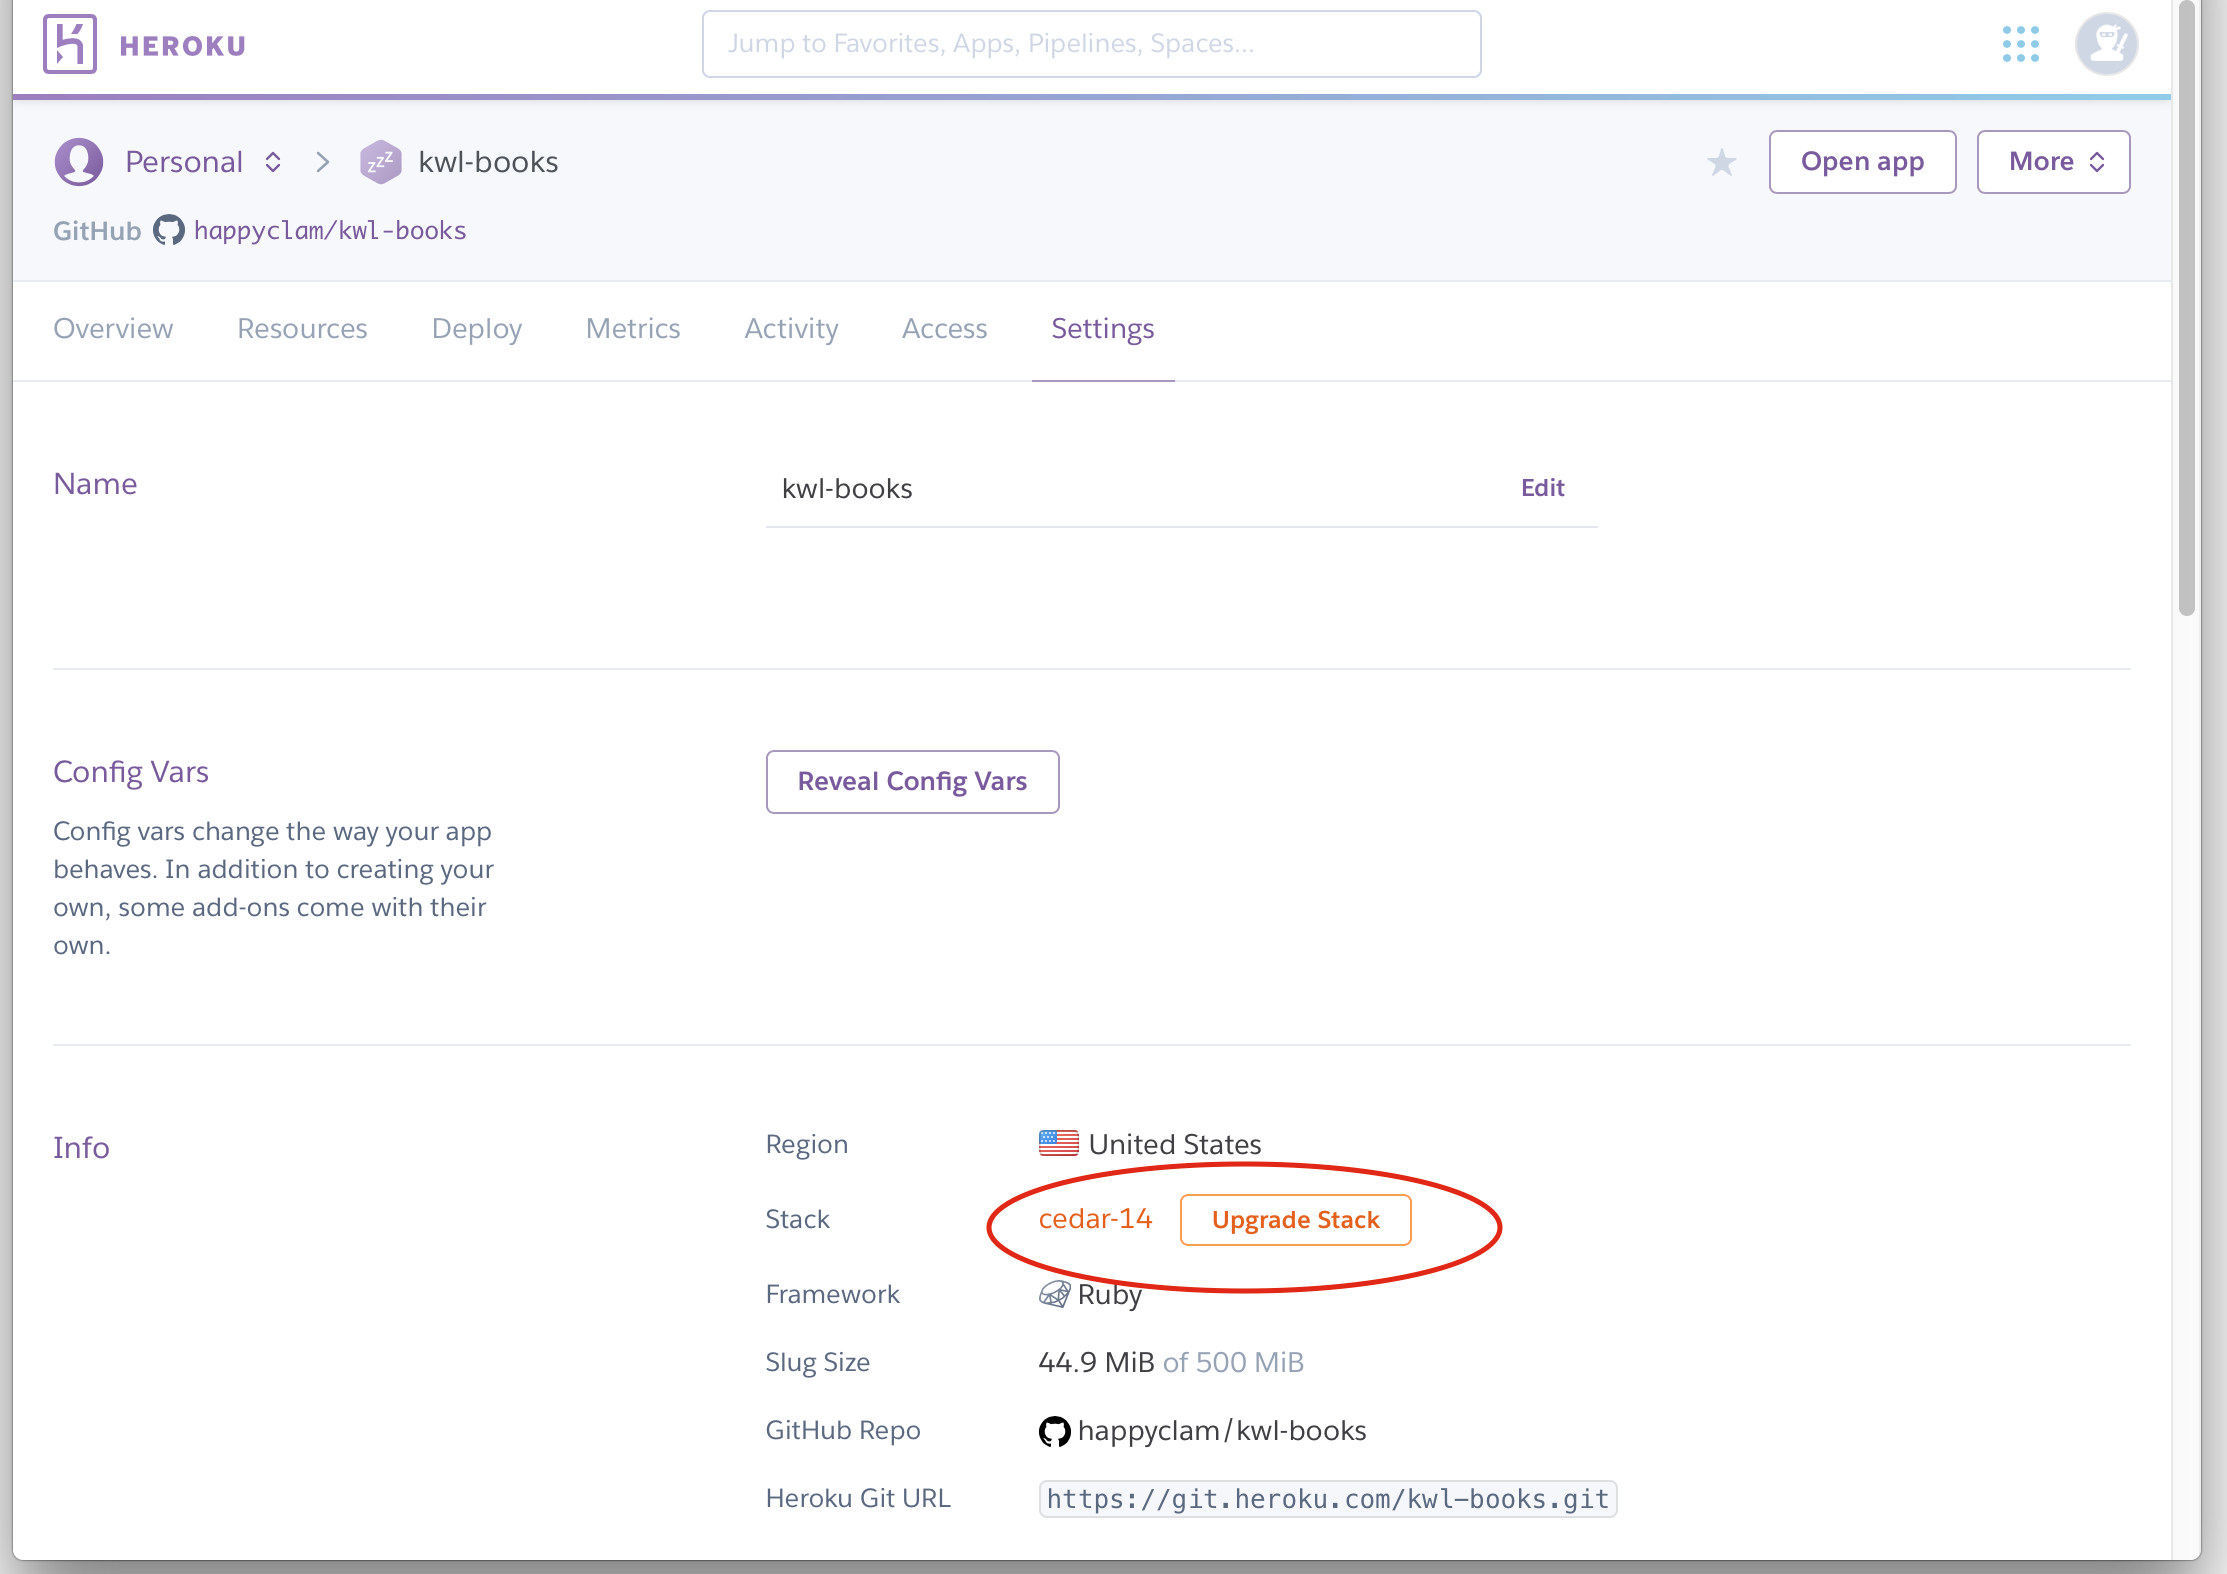 HEROKU
Jump to Favorites, Apps, Pipelines, Spaces...
Personal
zzz
kwl-books
Open app
More
GitHub happyclam/kwl-books
Overview Resources Deploy Metrics Activity Access Settings
Name
kwl-books
Edit
Config Vars
Reveal Config Vars
Config vars change the way your app
behaves. In addition to creating your
own, some add-ons come with their
own.
Info
Region United States
Stack cedar-14 Upgrade Stack
Framework Ruby
Slug Size 44.9 MiB of 500 MiB
GitHub Repo happyclam/kwl-books
Heroku Git URL https://git.heroku.com/kwl-books.git